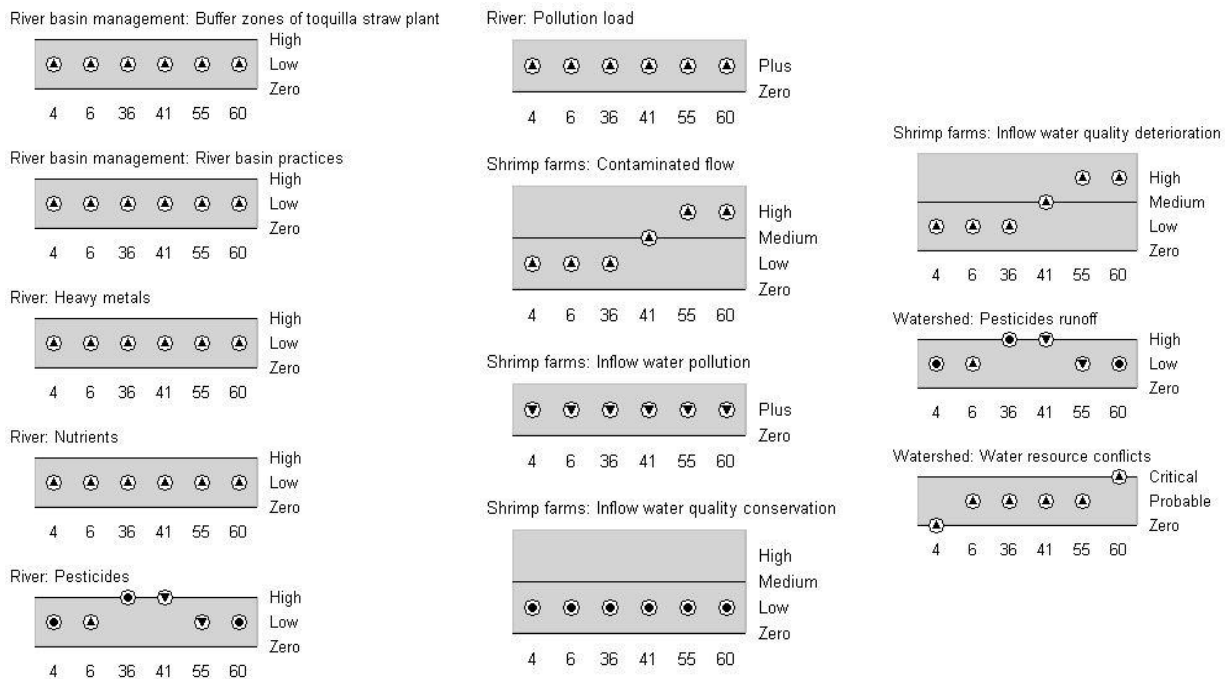 River basin management: Buffer zones of toquilla straw plant
High
Low
Zero
4 6 36 41 55 60
River basin management: River basin practices
High
Low
Zero
4 6 36 41 55 60
River: Heavy metals
High
Low
Zero
4 6 36 41 55 60
River: Nutrients
High
Low
Zero
4 6 36 41 55 60
River: Pesticides
High
Low
Zero
4 6 36 41 55 60
River: Pollution load
Plus
Zero
4 6 36 41 55 60
Shrimp farms: Contaminated flow
High
Medium
Low
Zero
4 6 36 41 55 60
Shrimp farms: Inflow water pollution
Plus
Zero
4 6 36 41 55 60
Shrimp farms: Inflow water quality conservation
High
Medium
Low
Zero
4 6 36 41 55 60
Shrimp farms: Inflow water quality deterioration
High
Medium
Low
Zero
4 6 36 41 55 60
Watershed: Pesticides runoff
High
Low
Zero
4 6 36 41 55 60
Watershed: Water resource conflicts
Critical
Probable
Zero
4 6 36 41 55 60